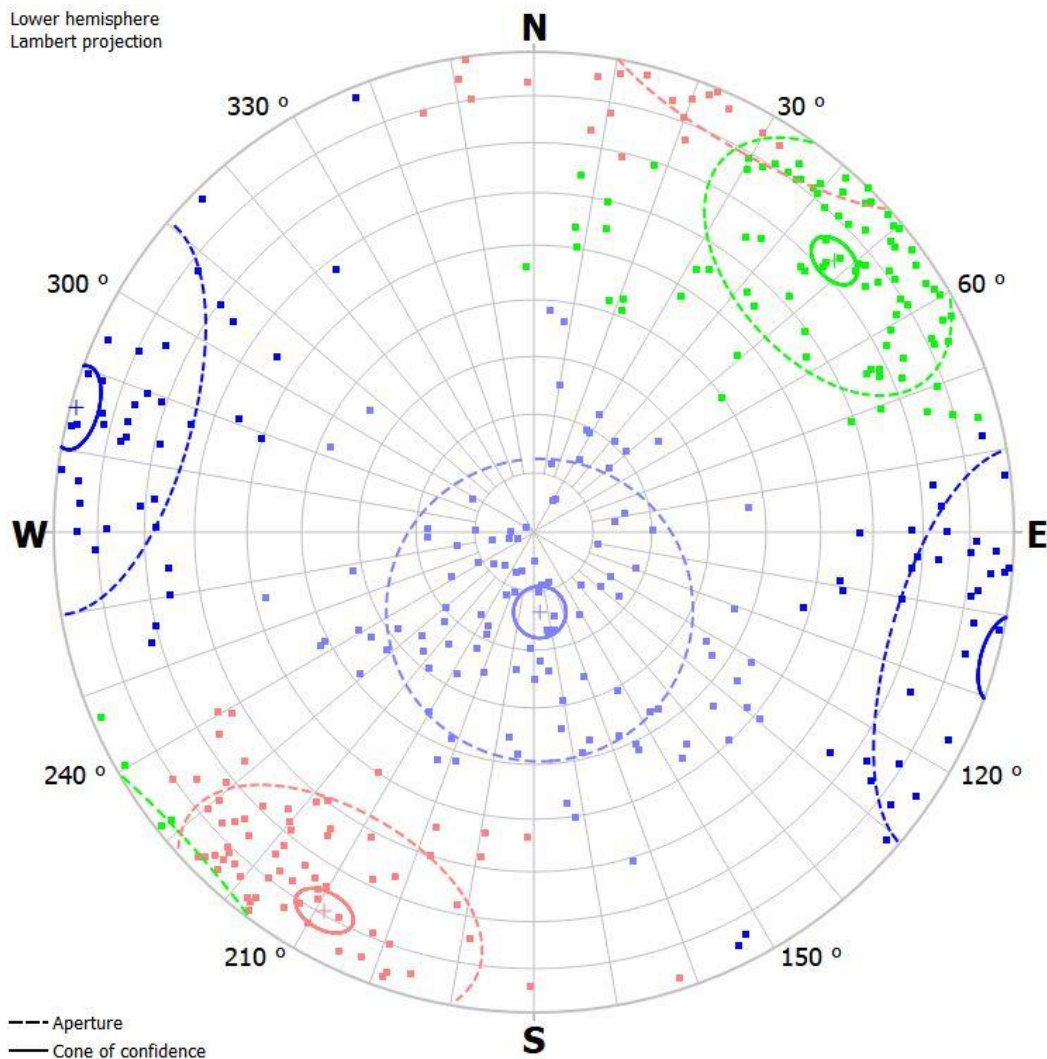 Lower hemisphere
Lambert projection
N
330 º
30 º
300 º
60 º
W
E
240 º
120 º
210 º
150 º
Aperture
S
Cone of confidence